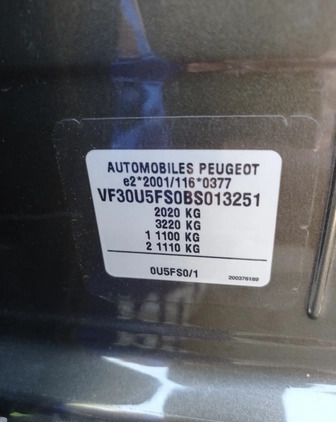 AUTOMOBILES PEUGEOT
e2*2001/116*0377
VF30U5FS0BS013251
2020 KG
3220 KG
1 1100 KG
2 1110 KG
0U5FS0/1
200376189